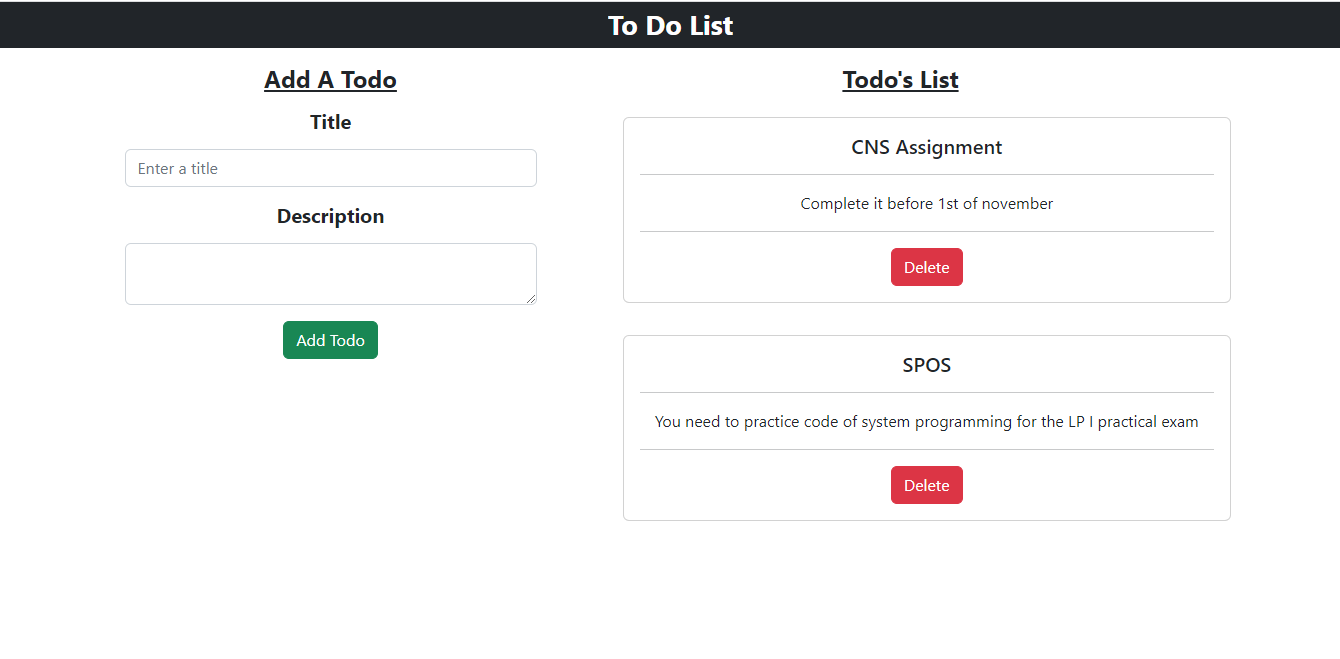 To Do List
Add A Todo
Title
Enter a title
Description
Add Todo
Todo's List
CNS Assignment
Complete it before 1st of november
Delete
SPOS
You need to practice code of system programming for the LP I practical exam
Delete